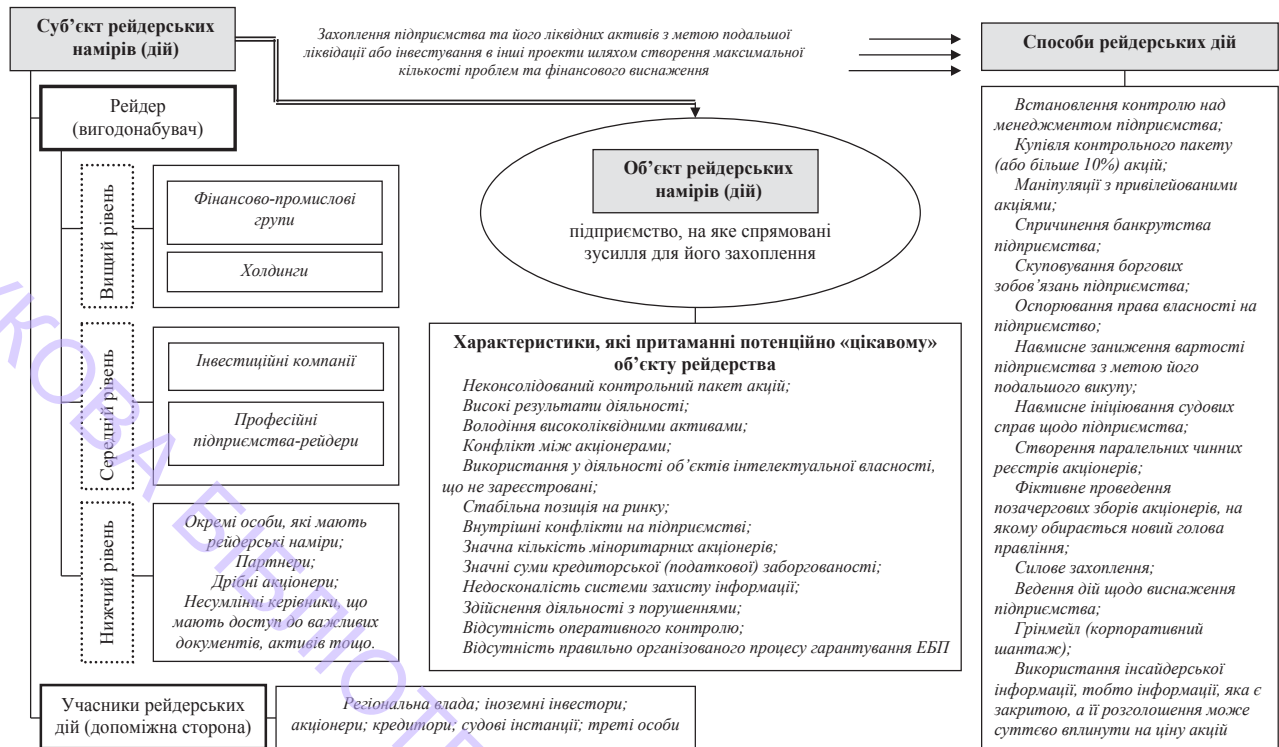 Суб’єкт рейдерських
намірів (дій)
Захоплення підприємства та його ліквідних активів з метою подальшої
ліквідації або інвестування в інші проекти шляхом створення максимальної
кількості проблем та фінансового виснаження
Способи рейдерських дій
Рейдер
(вигодонабувач)
Вищий рівень
Фінансово-промислові
групи
Холдинги
Середній рівень
Інвестиційні компанії
Професійні
підприємства-рейдери
Нижчий рівень
Окремі особи, які мають
рейдерські наміри;
Партнери;
Дрібні акціонери;
Несумлінні керівники, що
мають доступ до важливих
документів, активів тощо.
Учасники рейдерських
дій (допоміжна сторона)
Регіональна влада; іноземні інвестори;
акціонери; кредитори; судові інстанції; треті особи
Об’єкт рейдерських
намірів (дій)
підприємство, на яке спрямовані
зусилля для його захоплення
Характеристики, які притаманні потенційно «цікавому»
об’єкту рейдерства
Неконсолідований контрольний пакет акцій;
Високі результати діяльності;
Володіння високоліквідними активами;
Конфлікт між акціонерами;
Використання у діяльності об’єктів інтелектуальної власності,
що не зареєстровані;
Стабільна позиція на ринку;
Внутрішні конфлікти на підприємстві;
Значна кількість міноритарних акціонерів;
Значні суми кредиторської (податкової) заборгованості;
Недосконалість системи захисту інформації;
Здійснення діяльності з порушеннями;
Відсутність оперативного контролю;
Відсутність правильно організованого процесу гарантування ЕБП
Встановлення контролю над
менеджментом підприємства;
Купівля контрольного пакету
(або більше 10%) акцій;
Маніпуляції з привілейованими
акціями;
Спричинення банкрутства
підприємства;
Скуповування боргових
зобов’язань підприємства;
Оспорювання права власності на
підприємство;
Навмисне заниження вартості
підприємства з метою його
подальшого викупу;
Навмисне ініціювання судових
справ щодо підприємства;
Створення паралельних чинних
реєстрів акціонерів;
Фіктивне проведення
позачергових зборів акціонерів, на
якому обирається новий голова
правління;
Силове захоплення;
Ведення дій щодо виснаження
підприємства;
Грінмейл (корпоративний
шантаж);
Використання інсайдерської
інформації, тобто інформації, яка є
закритою, а її розголошення може
суттєво вплинути на ціну акцій